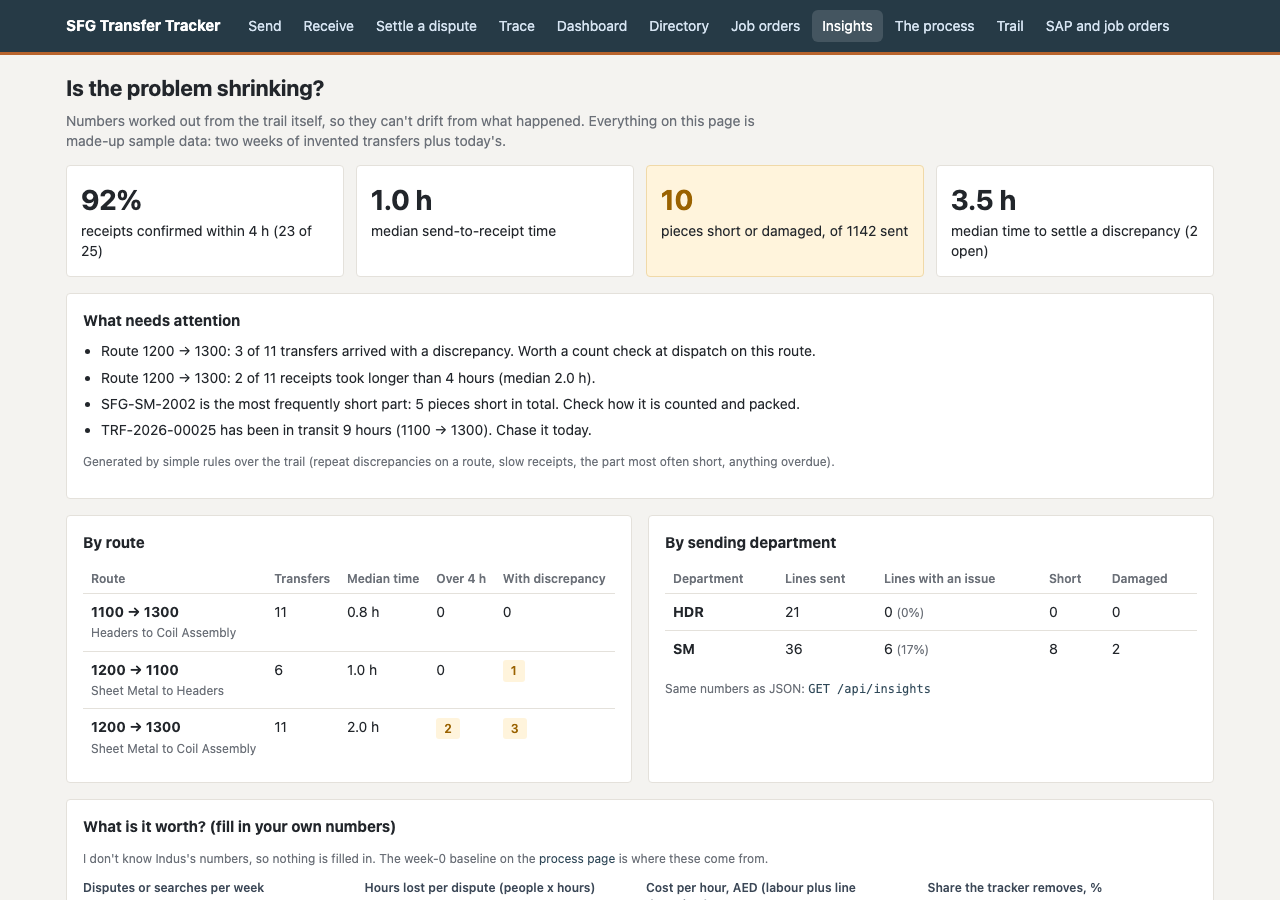 SFG Transfer Tracker Send Receive Settle a dispute Trace Dashboard Directory Job orders Insights The process Trail SAP and job orders
Is the problem shrinking?
Numbers worked out from the trail itself, so they can't drift from what happened. Everything on this page is
made-up sample data: two weeks of invented transfers plus today's.
92%
receipts confirmed within 4 h (23 of
25)
1.0 h
median send-to-receipt time
10
pieces short or damaged, of 1142 sent
3.5 h
median time to settle a discrepancy (2
open)
What needs attention
• Route 1200 → 1300: 3 of 11 transfers arrived with a discrepancy. Worth a count check at dispatch on this route.
• Route 1200 → 1300: 2 of 11 receipts took longer than 4 hours (median 2.0 h).
• SFG-SM-2002 is the most frequently short part: 5 pieces short in total. Check how it is counted and packed.
• TRF-2026-00025 has been in transit 9 hours (1100 → 1300). Chase it today.
Generated by simple rules over the trail (repeat discrepancies on a route, slow receipts, the part most often short, anything overdue).
By route
Route Transfers Median time Over 4 h With discrepancy
1100 → 1300 11 0.8 h 0 0
Headers to Coil Assembly
1200 → 1100 6 1.0 h 0 1
Sheet Metal to Headers
1200 → 1300 11 2.0 h 2 3
Sheet Metal to Coil Assembly
By sending department
Department Lines sent Lines with an issue Short Damaged
HDR 21 0 (0%) 0 0
SM 36 6 (17%) 8 2
Same numbers as JSON: GET /api/insights
What is it worth? (fill in your own numbers)
I don't know Indus's numbers, so nothing is filled in. The week-0 baseline on the process page is where these come from.
Disputes or searches per week Hours lost per dispute (people x hours) Cost per hour, AED (labour plus line Share the tracker removes, %